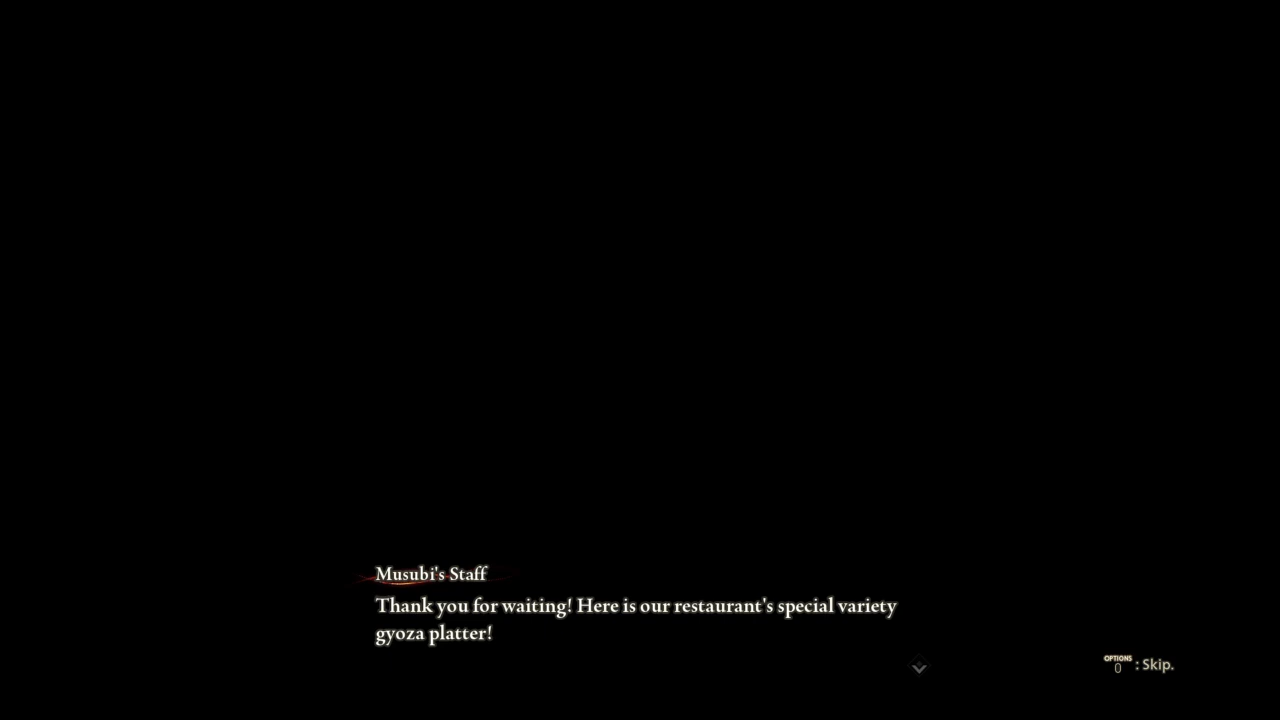 Musubi's Staff
Thank you for waiting! Here is our restaurant's special variety
gyoza platter!
OPTIONS
: Skip.